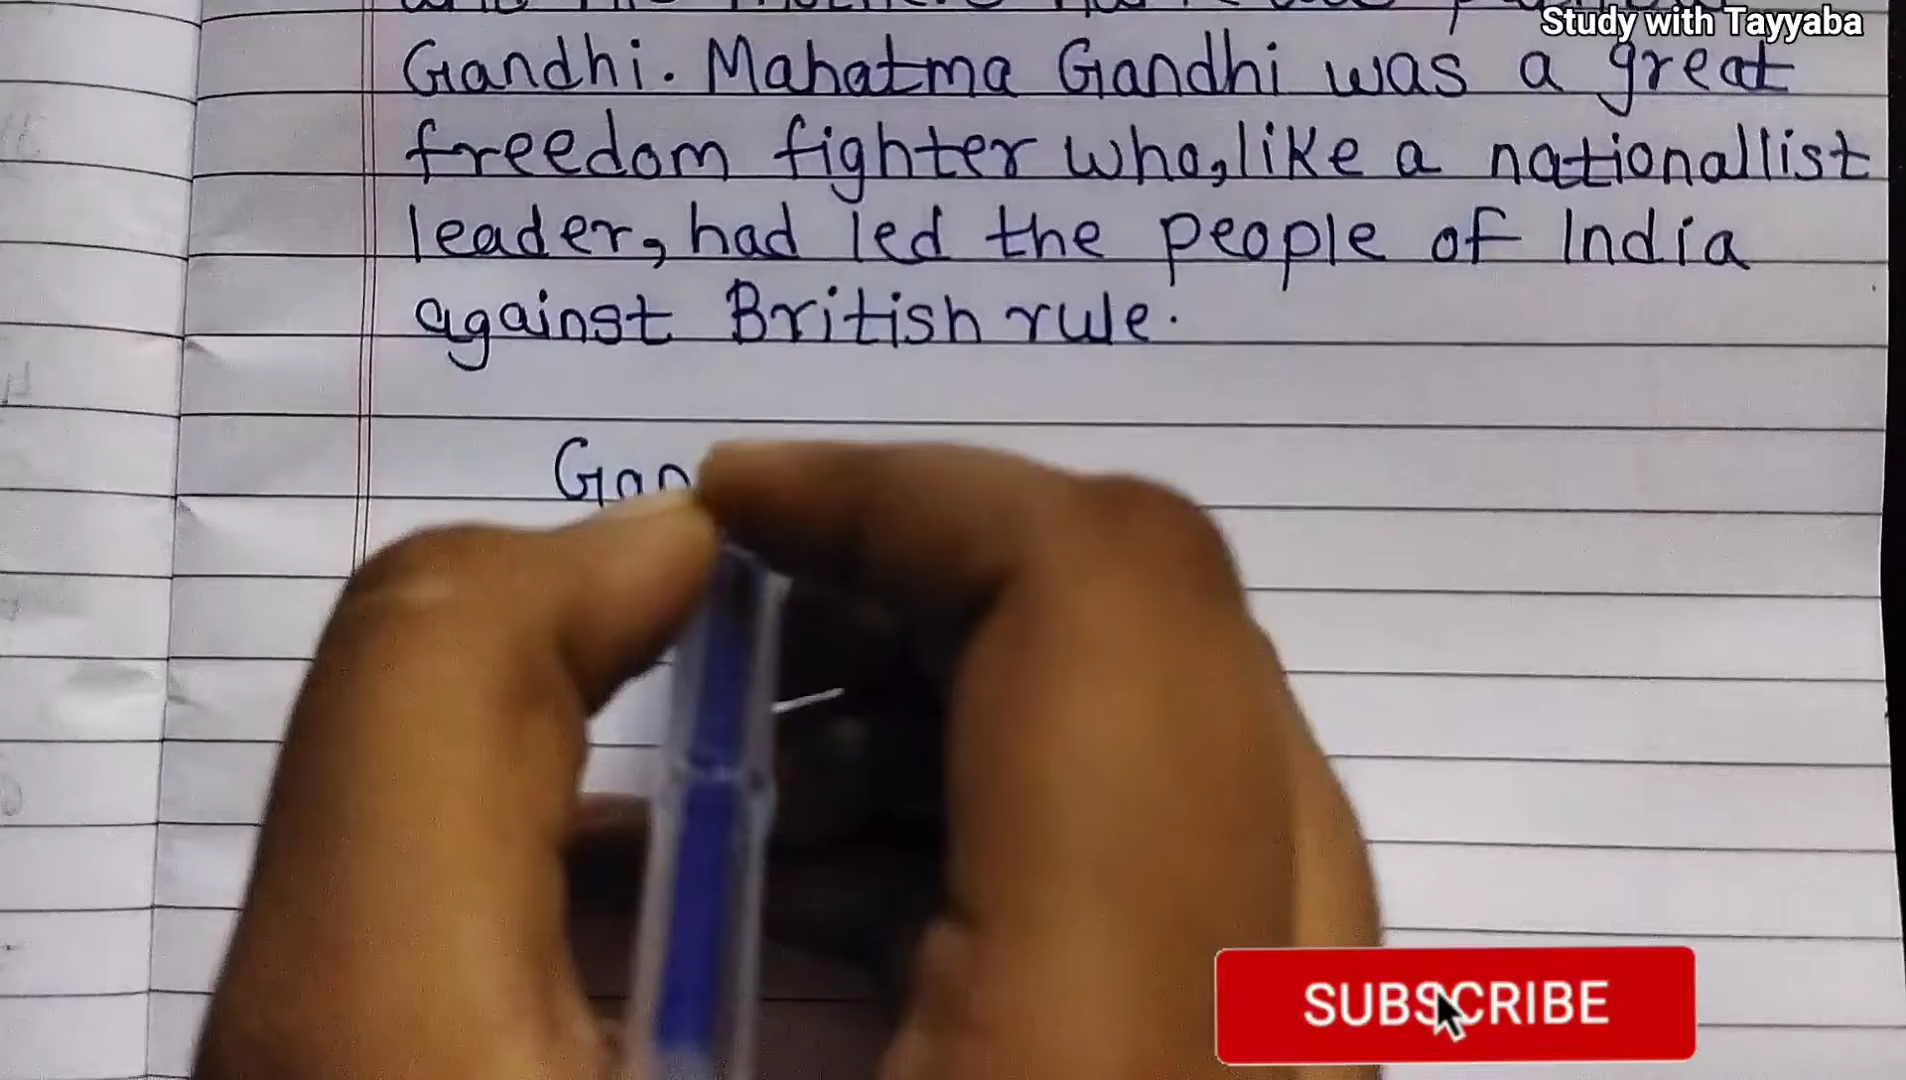 Study with Tayyaba
Gandhi. Mahatma Gandhi was a great
freedom fighter who, like a nationallist
leader, had led the people of India
against British rule.
Gan
SUBSCRIBE